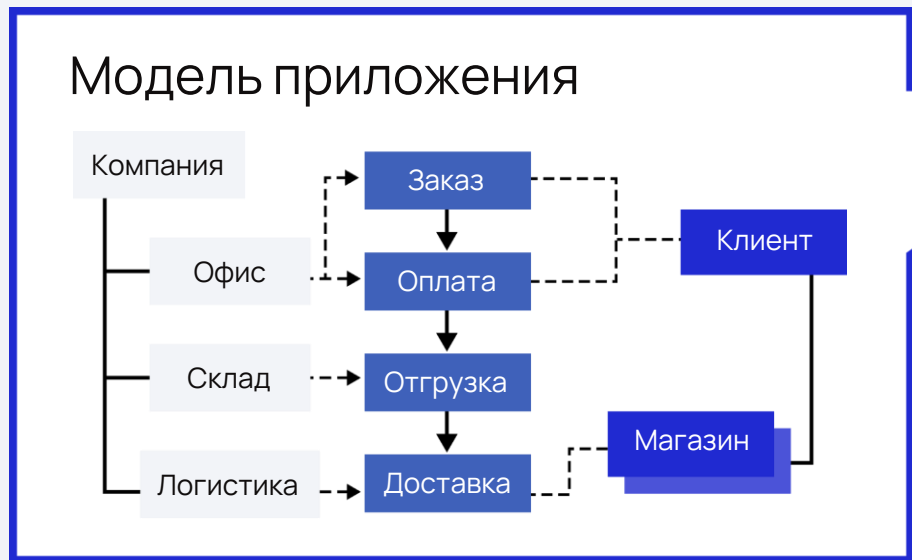 Модель приложения
Компания
Офис
Склад
Логистика
Заказ
Оплата
Отгрузка
Доставка
Клиент
Магазин